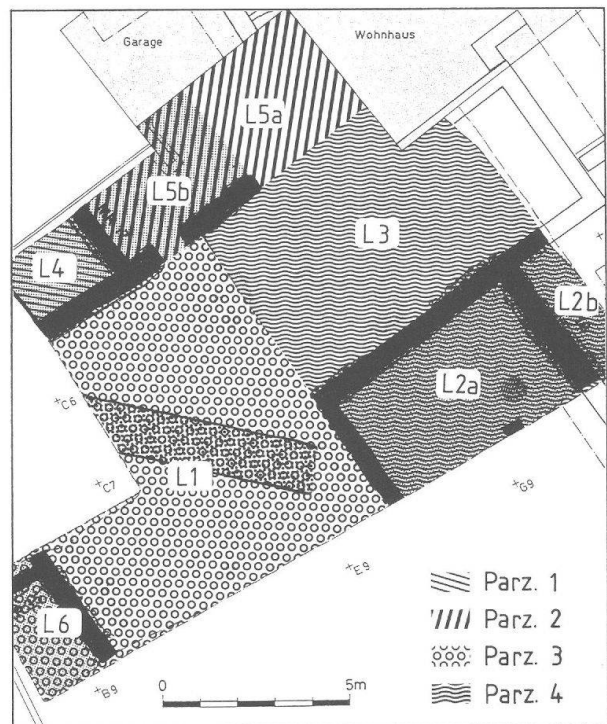 Garage
Wohnhaus
L5a
L5b
L3
L4
L2b
L2a
+C6
L1
+C7
+G9
+E9
L6
+B9
Parz. 1
Parz. 2
Parz. 3
Parz. 4
0 5m